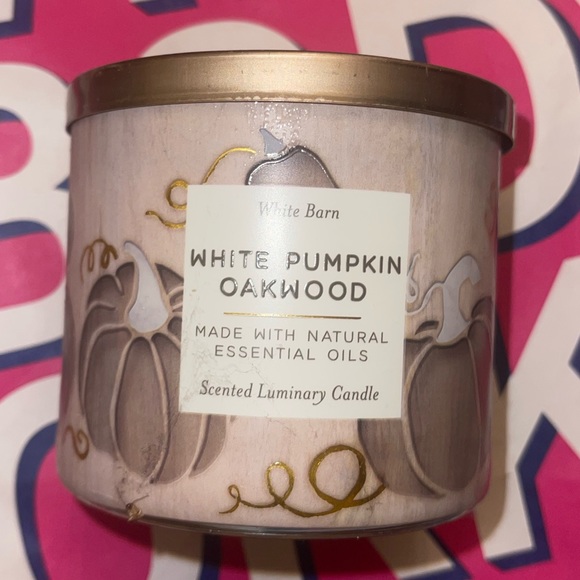 White Barn
WHITE PUMPKIN
OAKWOOD
MADE WITH NATURAL
ESSENTIAL OILS
Scented Luminary Candle